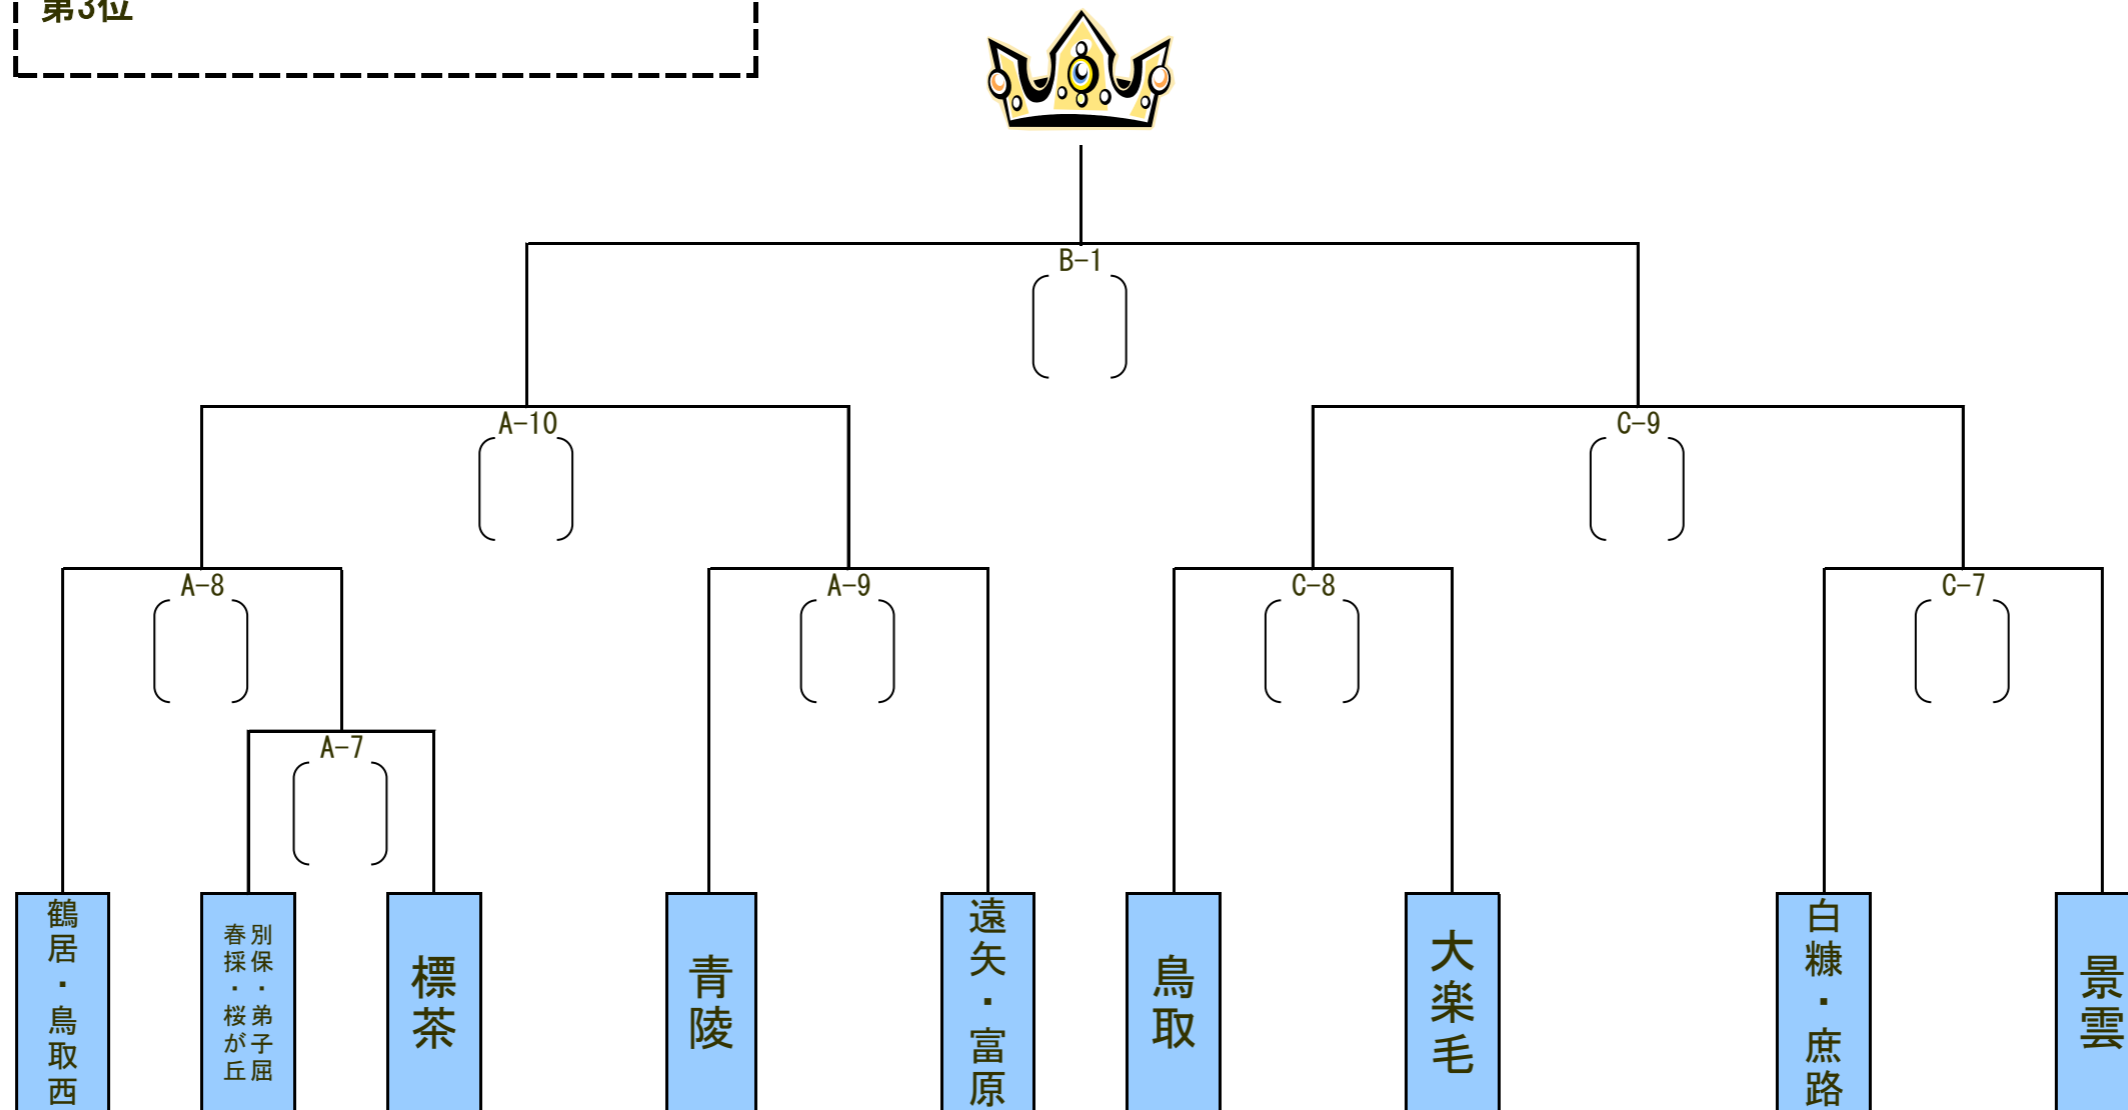 第3位
B-1
A-10
C-9
A-8
A-9
C-8
C-7
A-7
鶴居・鳥取西
別保・弟子屈
春採・桜が丘
標茶
青陵
遠矢・富原
鳥取
大楽毛
白糠・庶路
景雲